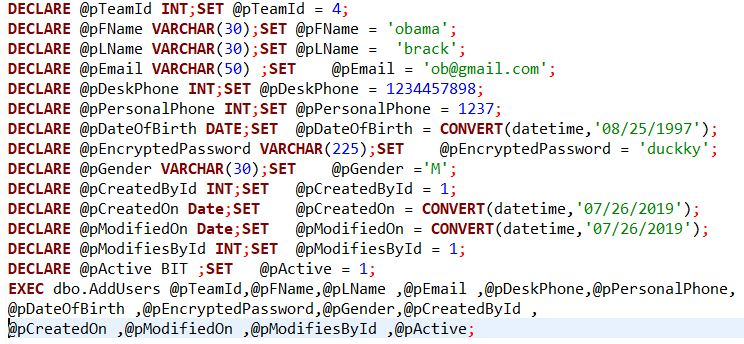 DECLARE @pTeamId INT;SET @pTeamId = 4;
DECLARE @pFName VARCHAR(30);SET @pFName = 'obama';
DECLARE @pLName VARCHAR(30);SET @pLName =  'brack';
DECLARE @pEmail VARCHAR(50) ;SET    @pEmail = 'ob@gmail.com';
DECLARE @pDeskPhone INT;SET @pDeskPhone = 1234457898;
DECLARE @pPersonalPhone INT;SET @pPersonalPhone = 1237;
DECLARE @pDateOfBirth DATE;SET  @pDateOfBirth = CONVERT(datetime,'08/25/1997');
DECLARE @pEncryptedPassword VARCHAR(225);SET    @pEncryptedPassword = 'duckky';
DECLARE @pGender VARCHAR(30);SET    @pGender ='M';
DECLARE @pCreatedById INT;SET   @pCreatedById = 1;
DECLARE @pCreatedOn Date;SET    @pCreatedOn = CONVERT(datetime,'07/26/2019');
DECLARE @pModifiedOn Date;SET   @pModifiedOn = CONVERT(datetime,'07/26/2019');
DECLARE @pModifiesById INT;SET  @pModifiesById = 1;
DECLARE @pActive BIT ;SET   @pActive = 1;
EXEC dbo.AddUsers @pTeamId,@pFName,@pLName ,@pEmail ,@pDeskPhone,@pPersonalPhone,
@pDateOfBirth ,@pEncryptedPassword,@pGender,@pCreatedById ,
@pCreatedOn ,@pModifiedOn ,@pModifiesById ,@pActive;